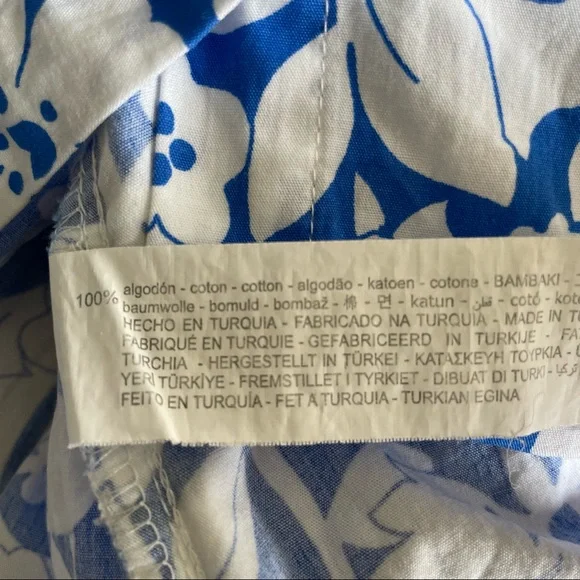 100% algodón - coton - cotton - algodão - katoen - cotone - BAMBAKI -
baumwolle - bomuld - bombaž - 棉 - 면 - katun - قطن - cotó -
HECHO EN TURQUIA - FABRICADO NA TURQUIA - MADE IN
FABRIQUÉ EN TURQUIE - GEFABRICEERD IN TURKIJE -
TURCHIA - HERGESTELLT IN TÜRKEI - ΚΑΤΑΣΚΕΥΗ ΤΟΥΡΚΙΑ -
YERİ TÜRKİYE - FREMSTILLET I TYRKIET - DIBUAT DI TURKI -
FEITO EN TURQUÍA - FET A TURQUIA - TURKIAN EGINA